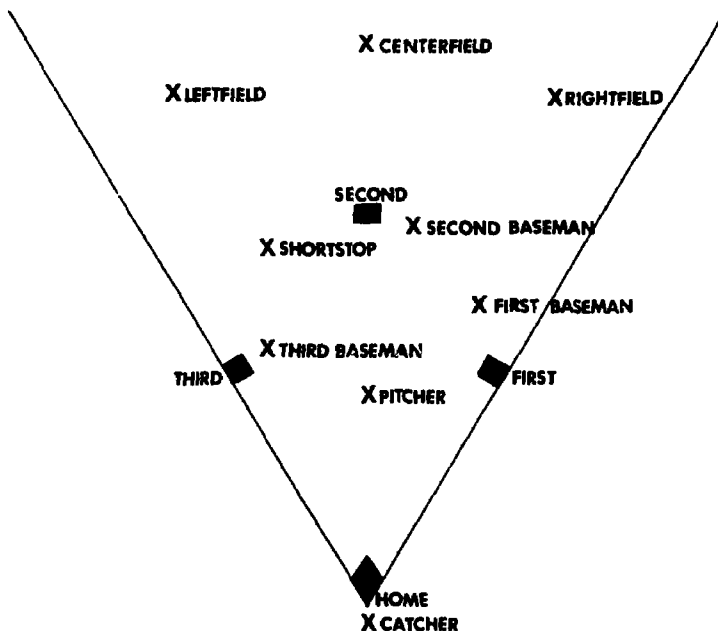 X CENTERFIELD
X LEFTFIELD
X RIGHTFIELD
SECOND
X SECOND BASEMAN
X SHORTSTOP
X FIRST BASEMAN
X THIRD BASEMAN
THIRD
FIRST
X PITCHER
HOME
X CATCHER